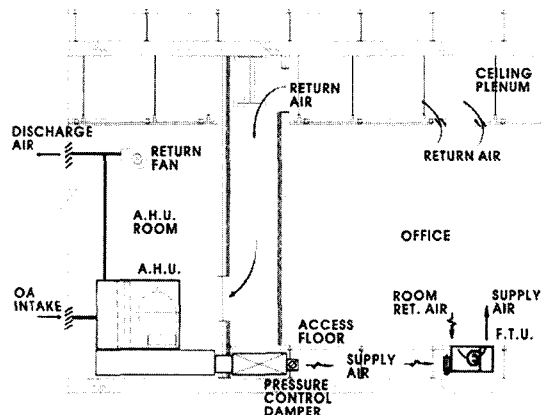 CEILING
PLENUM
RETURN
AIR
DISCHARGE
AIR
RETURN
FAN
RETURN AIR
A.H.U.
ROOM
OFFICE
A.H.U.
OA
INTAKE
ROOM
RET. AIR
SUPPLY
AIR
F.T.U.
ACCESS
FLOOR
SUPPLY
AIR
PRESSURE
CONTROL
DAMPER